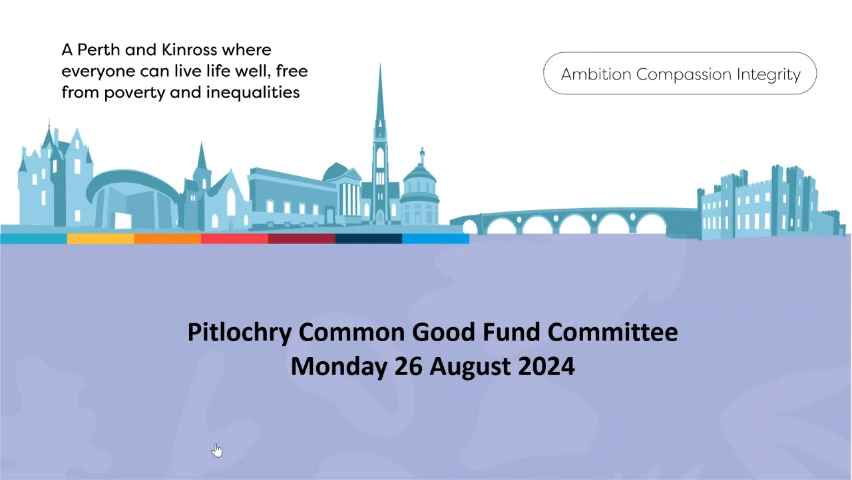 A Perth and Kinross where
everyone can live life well, free
from poverty and inequalities
Ambition Compassion Integrity
Pitlochry Common Good Fund Committee
Monday 26 August 2024